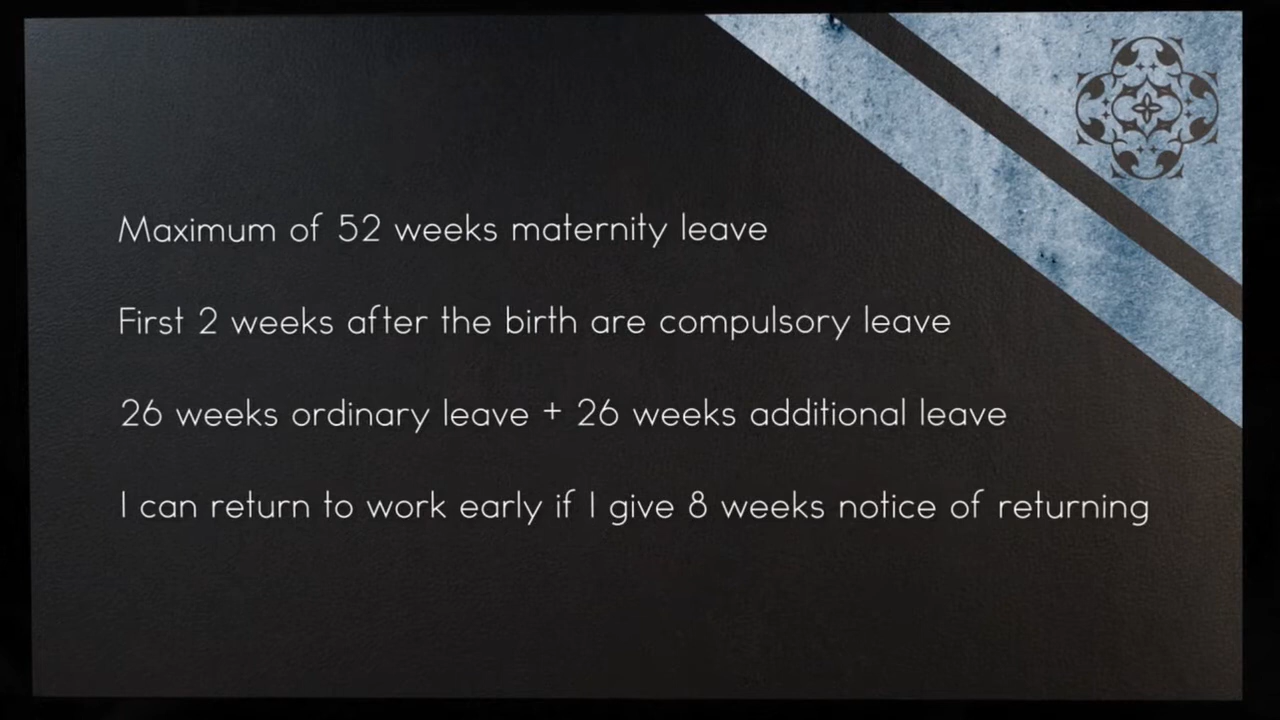 Maximum of 52 weeks maternity leave
First 2 weeks after the birth are compulsory leave
26 weeks ordinary leave + 26 weeks additional leave
I can return to work early if I give 8 weeks notice of returning